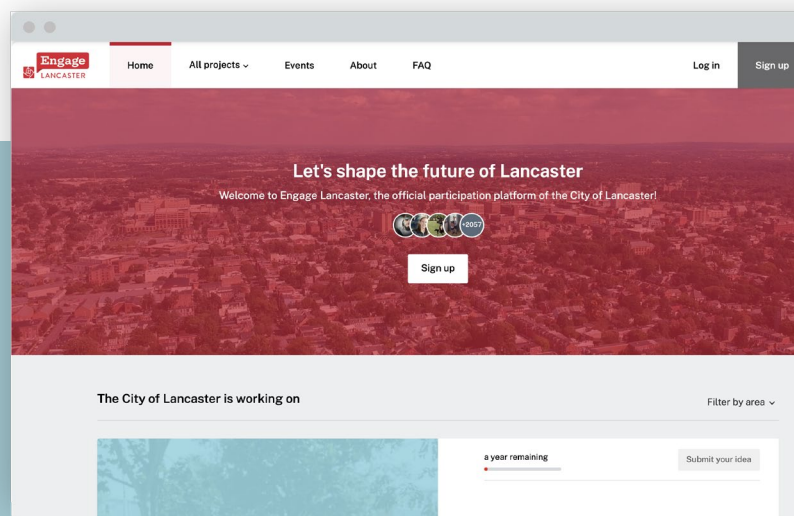 Engage
LANCASTER
Home
All projects
Events
About
FAQ
Log in
Sign up
Let's shape the future of Lancaster
Welcome to Engage Lancaster, the official participation platform of the City of Lancaster!
+2057
Sign up
The City of Lancaster is working on
Filter by area
a year remaining
Submit your idea